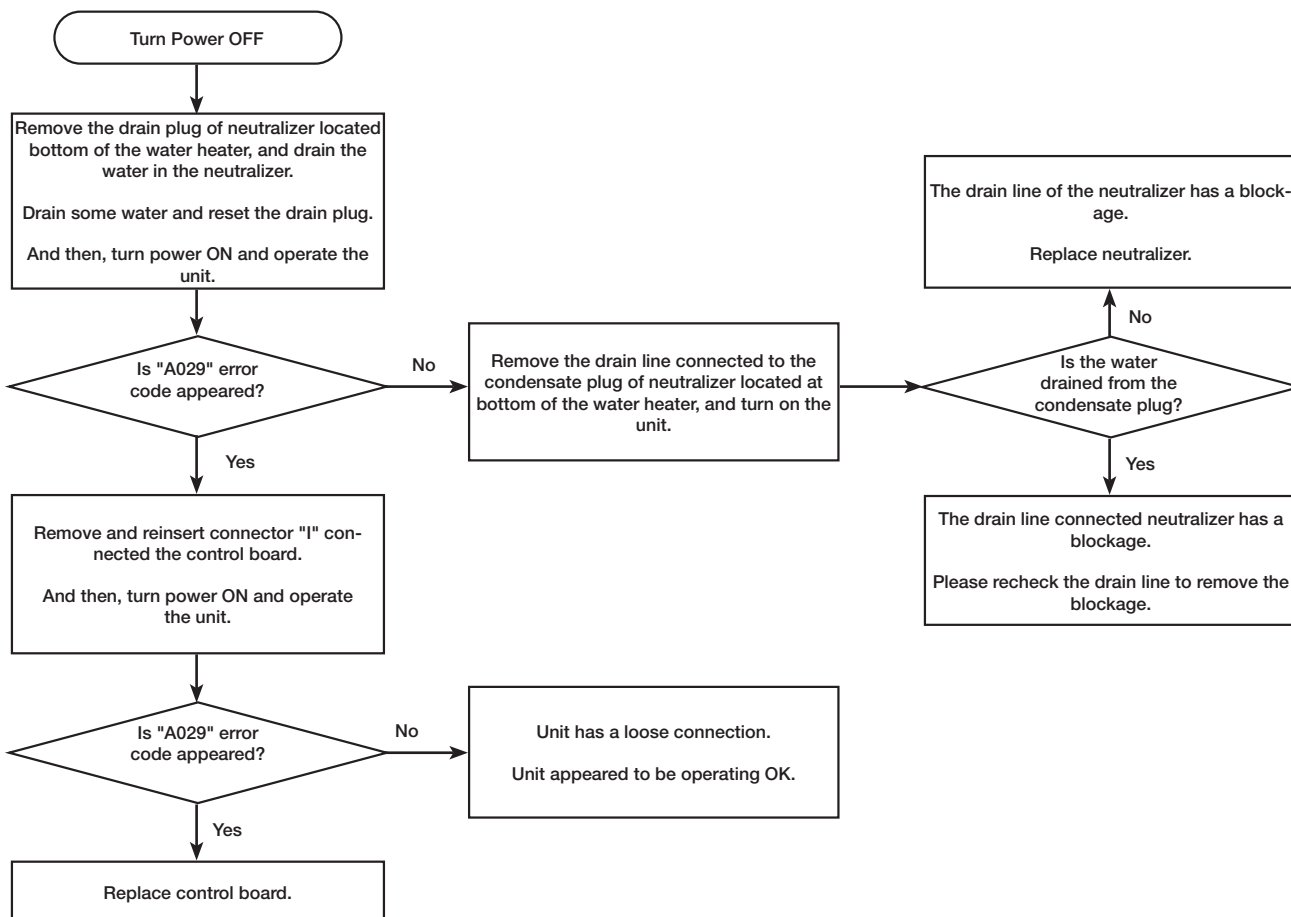 Turn Power OFF
Remove the drain plug of neutralizer located
bottom of the water heater, and drain the
water in the neutralizer.
Drain some water and reset the drain plug.
And then, turn power ON and operate the
unit.
Is "A029" error
code appeared?
No
Remove the drain line connected to the
condensate plug of neutralizer located at
bottom of the water heater, and turn on the
unit.
Is the water
drained from the
condensate plug?
No
The drain line of the neutralizer has a block-
age.
Replace neutralizer.
Yes
The drain line connected neutralizer has a
blockage.
Please recheck the drain line to remove the
blockage.
Yes
Remove and reinsert connector "I" con-
nected the control board.
And then, turn power ON and operate
the unit.
Is "A029" error
code appeared?
No
Unit has a loose connection.
Unit appeared to be operating OK.
Yes
Replace control board.